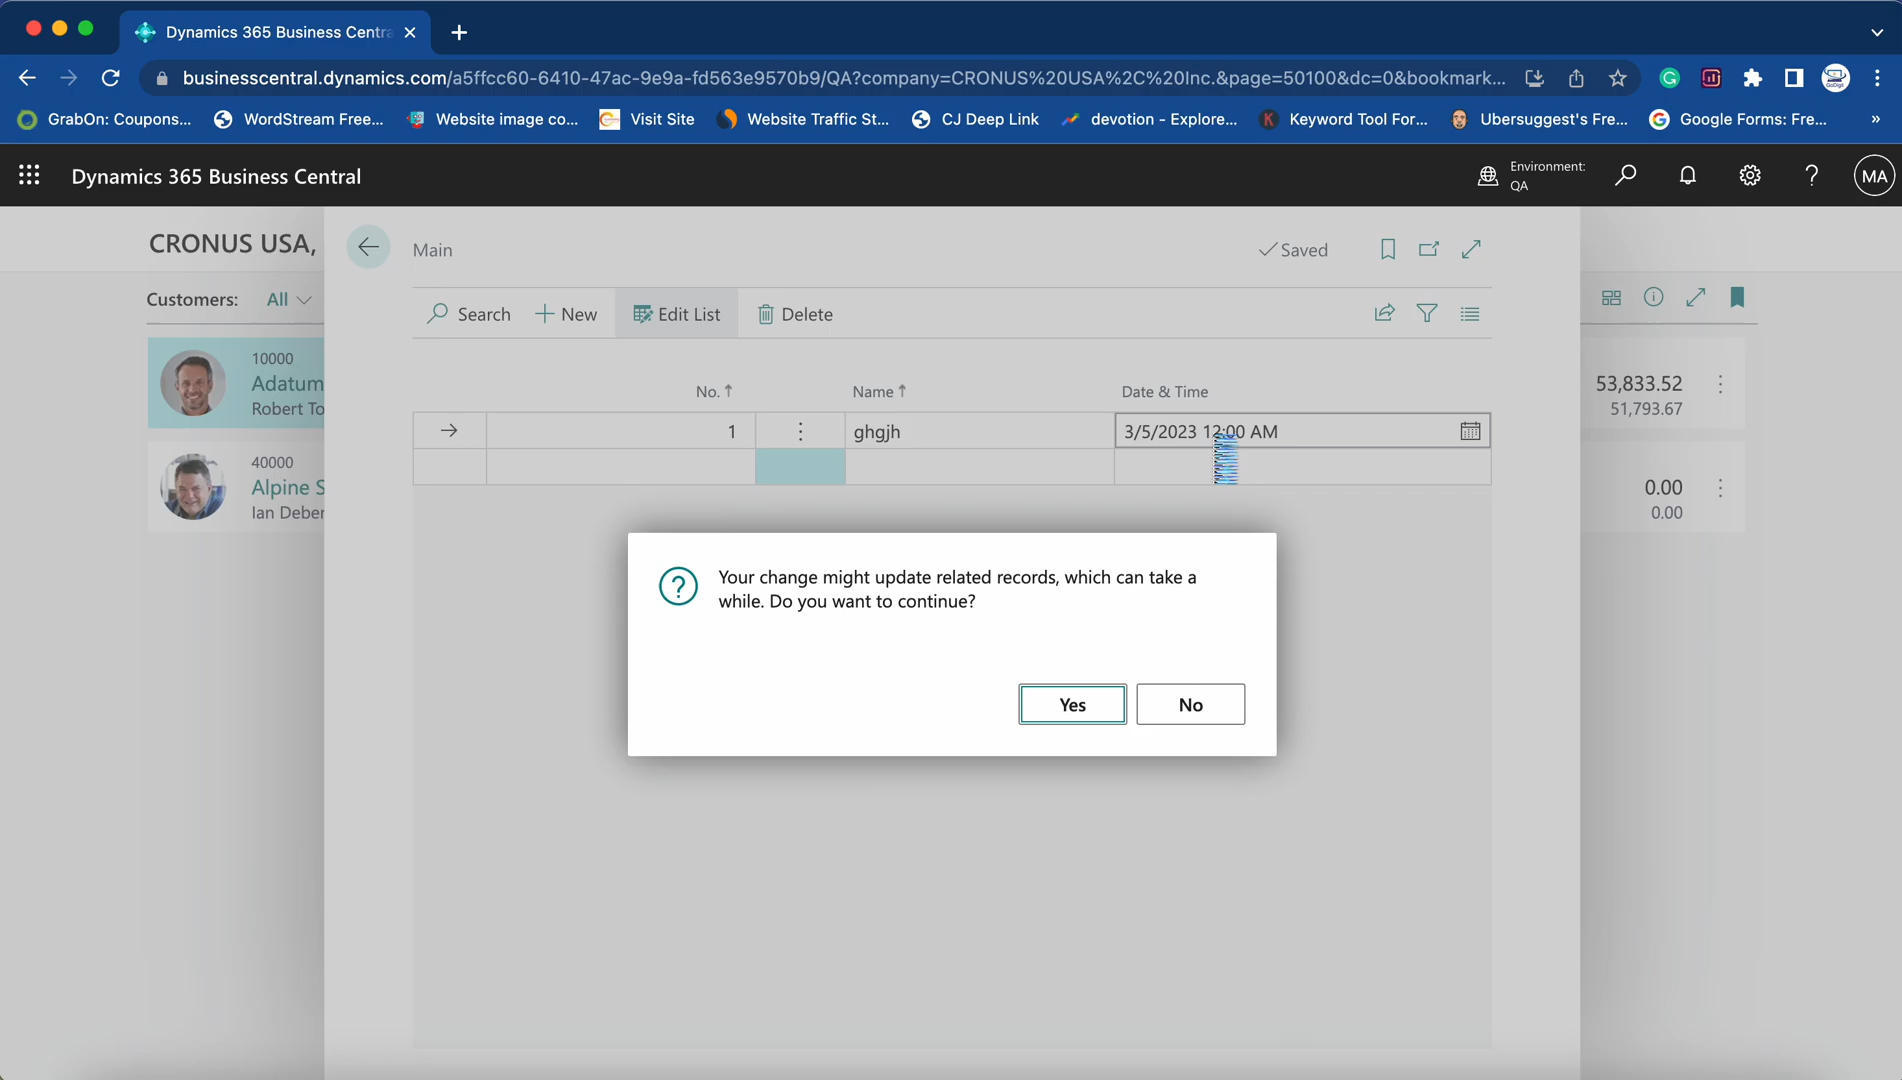 Dynamics 365 Business Centra
businesscentral.dynamics.com/a5ffcc60-6410-47ac-9e9a-fd563e9570b9/QA?company=CRONUS%20USA%2C%20Inc.&page=50100&dc=0&bookmark...
GrabOn: Coupons...
WordStream Free...
Website image co...
Visit Site
Website Traffic St...
CJ Deep Link
devotion - Explore...
Keyword Tool For...
Ubersuggest's Fre...
Google Forms: Fre...
»
Dynamics 365 Business Central
Environment:
QA
MA
CRONUS USA,
Main
Saved
Customers: All
Search
New
Edit List
Delete
No. ↑
Name ↑
Date & Time
10000
Adatum
Robert To
1
ghgjh
3/5/2023 12:00 AM
53,833.52
51,793.67
40000
Alpine S
Ian Deber
0.00
0.00
Your change might update related records, which can take a
while. Do you want to continue?
Yes
No